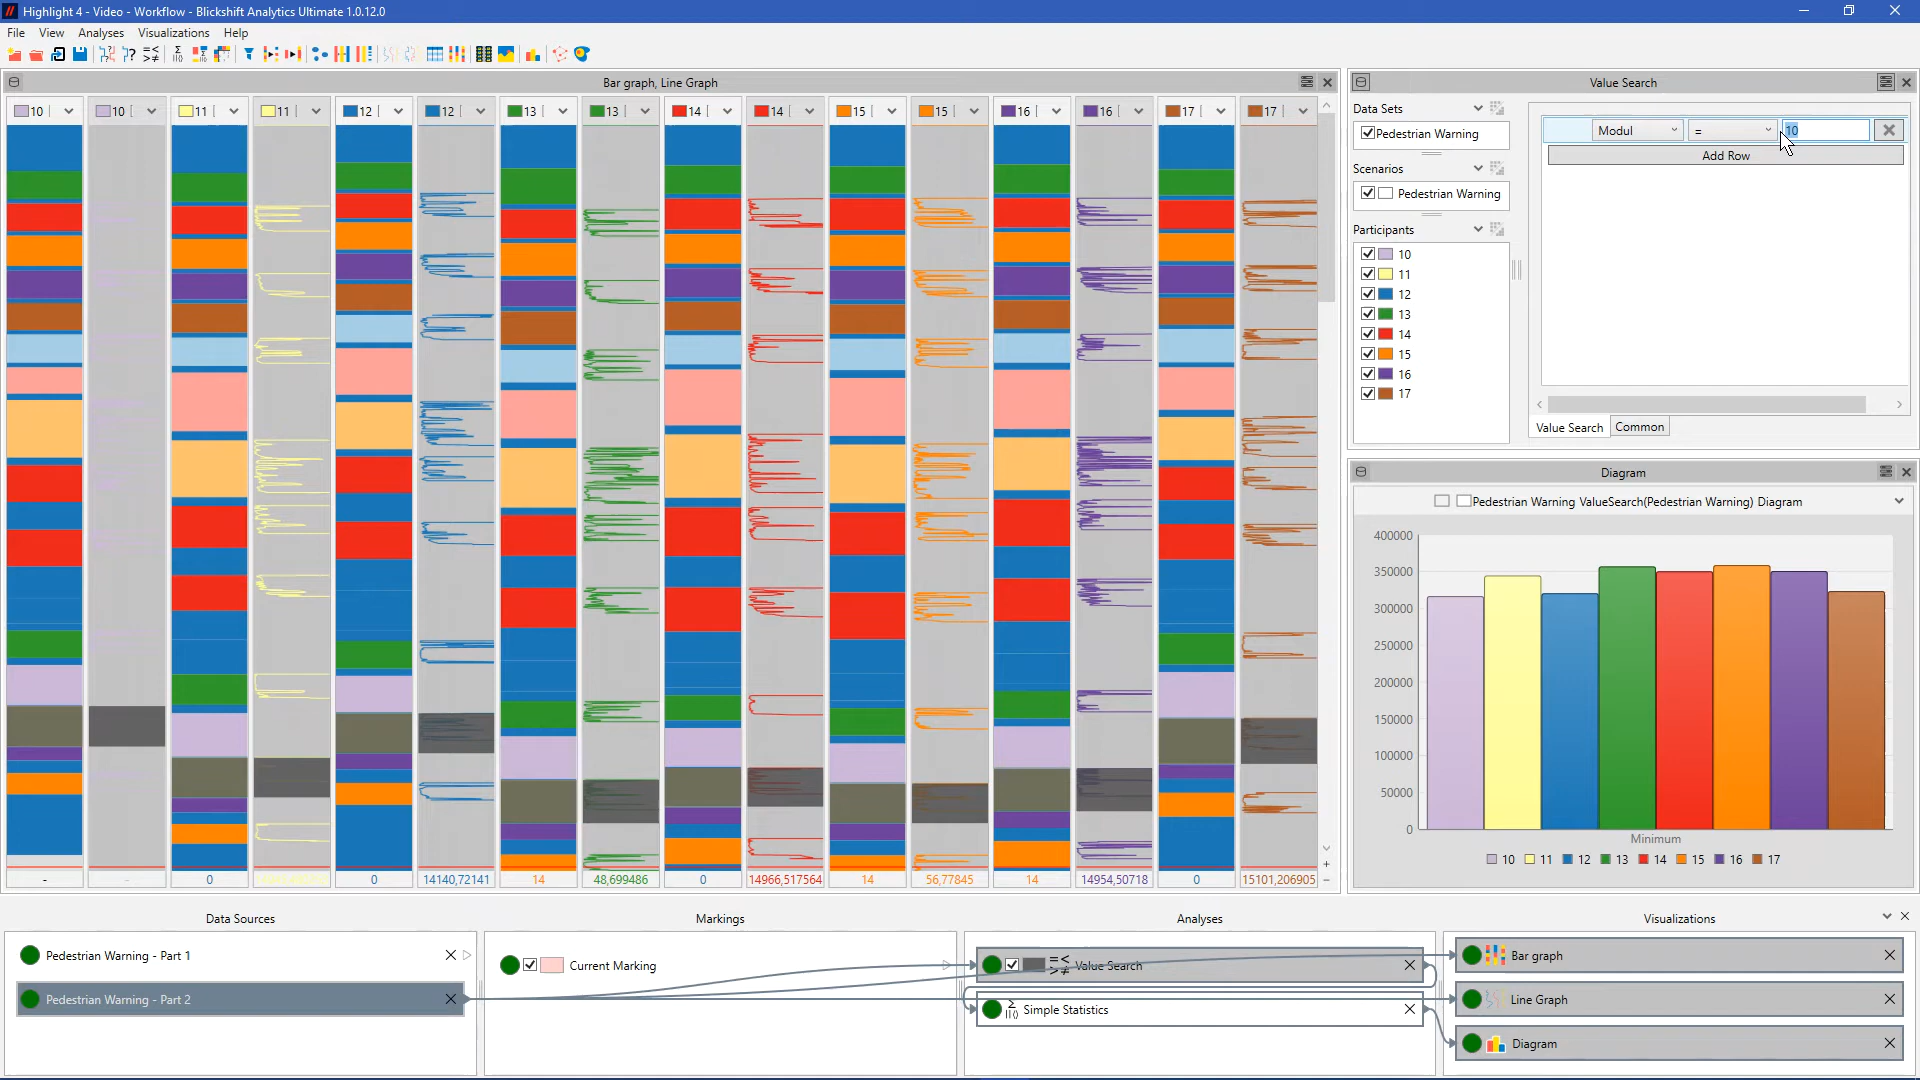 Highlight 4 - Video - Workflow - Blickshift Analytics Ultimate 1.0.12.0
File View Analyses Visualizations Help
Bar graph, Line Graph
10 10 11 11 12 12 13 13 14 14 15 15 16 16 17 17
- - 0 0 14140,72141 14 48,699486 0 14966,517564 14 56,77845 14 14954,50718 0 15101,206905
Value Search
Data Sets
Pedestrian Warning
Scenarios
Pedestrian Warning
Participants
10
11
12
13
14
15
16
17
Modul = 10
Add Row
Value Search Common
Diagram
Pedestrian Warning ValueSearch(Pedestrian Warning) Diagram
400000
350000
300000
250000
200000
150000
100000
50000
0
Minimum
10 11 12 13 14 15 16 17
Data Sources
Pedestrian Warning - Part 1
Pedestrian Warning - Part 2
Markings
Current Marking
Analyses
Value Search
Simple Statistics
Visualizations
Bar graph
Line Graph
Diagram